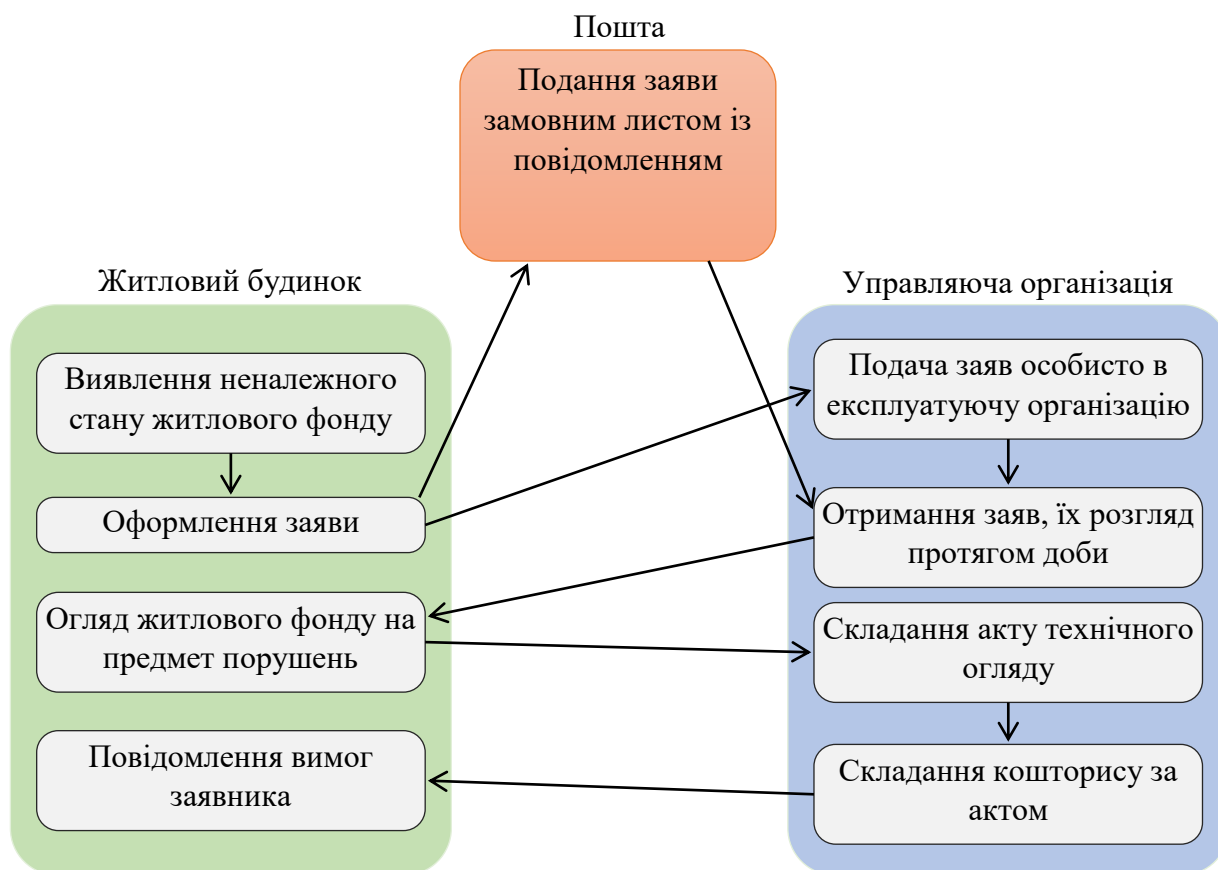 Пошта
Подання заяви
замовним листом із
повідомленням
Житловий будинок
Виявлення неналежного
стану житлового фонду
Оформлення заяви
Огляд житлового фонду на
предмет порушень
Повідомлення вимог
заявника
Управляюча організація
Подача заяв особисто в
експлуатуючу організацію
Отримання заяв, їх розгляд
протягом доби
Складання акту технічного
огляду
Складання кошторису за
актом